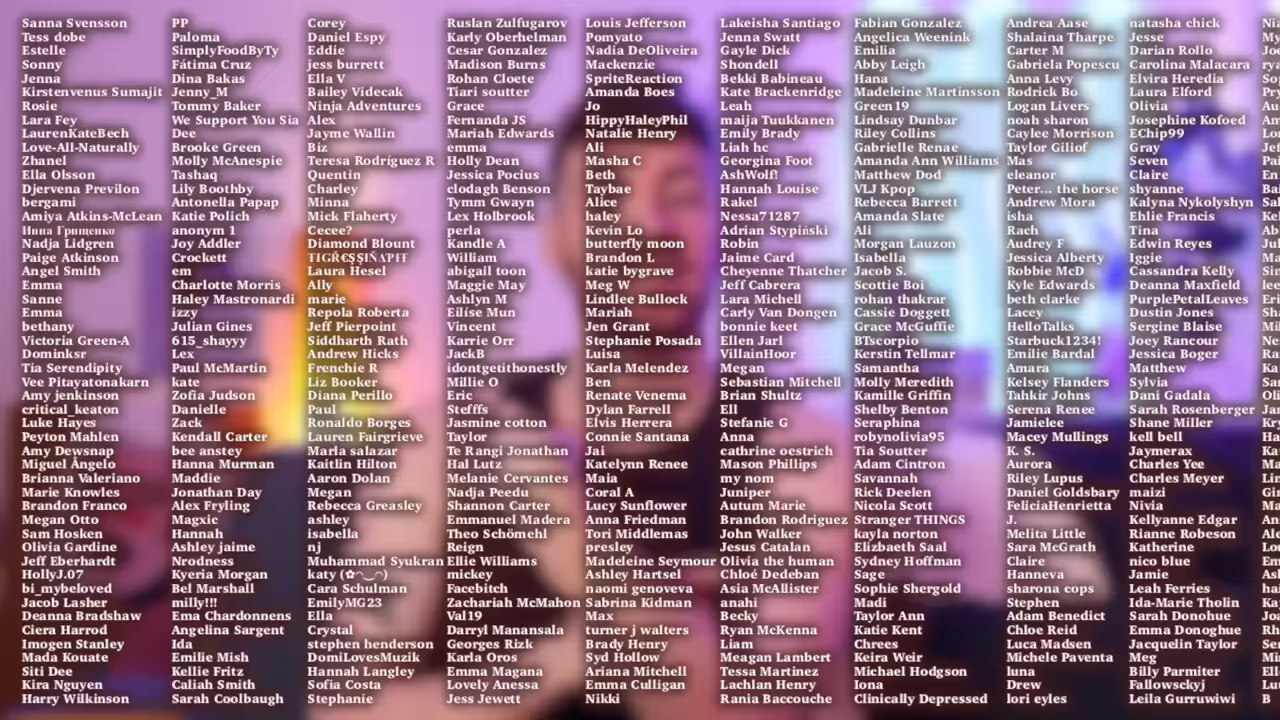 Sanna Svensson
Tess dobe
Estelle
Sonny
Jenna
Kirstenvenus Sumajit
Rosie
Lara Fey
LaurenKateBech
Love-All-Naturally
Zhanel
Ella Olsson
Djervena Previlon
bergami
Amiya Atkins-McLean
Инна Грищенко
Nadja Lidgren
Paige Atkinson
Angel Smith
Emma
Sanne
Emma
bethany
Victoria Green-A
Dominksr
Tia Serendipity
Vee Pitayatonakarn
Amy jenkinson
critical_keaton
Luke Hayes
Peyton Mahlen
Amy Dewsnap
Miguel Ângelo
Brianna Valeriano
Marie Knowles
Brandon Franco
Megan Otto
Sam Hosken
Olivia Gardine
Jeff Eberhardt
HollyJ.07
bi_mybeloved
Jacob Lasher
Deanna Bradshaw
Ciera Harrod
Imogen Stanley
Mada Kouate
Siti Dee
Kira Nguyen
Harry Wilkinson
PP
Paloma
SimplyFoodByTy
Fátima Cruz
Dina Bakas
Jenny_M
Tommy Baker
We Support You Sia
Dee
Brooke Green
Molly McAnespie
Tashaq
Lily Boothby
Antonella Papap
Katie Polich
anonym 1
Joy Addler
Crockett
em
Charlotte Morris
Haley Mastronardi
izzy
Julian Gines
615_shayyy
Lex
Paul McMartin
kate
Zofia Judson
Danielle
Zack
Kendall Carter
bee anstey
Hanna Murman
Maddie
Jonathan Day
Alex Fryling
Magxic
Hannah
Ashley jaime
Nrodness
Kyeria Morgan
Bel Marshall
milly!!!
Ema Chardonnens
Angelina Sargent
Ida
Emilie Mish
Kellie Fritz
Caliah Smith
Sarah Coolbaugh
Corey
Daniel Espy
Eddie
jess burrett
Ella V
Bailey Videcak
Ninja Adventures
Alex
Jayme Wallin
Biz
Teresa Rodríguez R
Quentin
Charley
Minna
Mick Flaherty
Cecee?
Diamond Blount
Laura Hesel
Ally
marie
Repola Roberta
Jeff Pierpoint
Siddharth Rath
Andrew Hicks
Frenchie R
Liz Booker
Diana Perillo
Paul
Ronaldo Borges
Lauren Fairgrieve
Marla salazar
Kaitlin Hilton
Aaron Dolan
Megan
Rebecca Greasley
ashley
isabella
nj
Muhammad Syukran
katy (✿◠‿◠)
Cara Schulman
EmilyMG23
Ella
Crystal
stephen henderson
DomiLovesMuzik
Hannah Langley
Sofia Costa
Stephanie
Ruslan Zulfugarov
Karly Oberhelman
Cesar Gonzalez
Madison Burns
Rohan Cloete
Tiari soutter
Grace
Fernanda JS
Mariah Edwards
emma
Holly Dean
Jessica Pocius
clodagh Benson
Tymm Gwayn
Lex Holbrook
perla
Kandle A
William
abigail toon
Maggie May
Ashlyn M
Eilíse Mun
Vincent
Karrie Orr
JackB
idontgetithonestly
Millie O
Eric
Stefffs
Jasmine cotton
Taylor
Te Rangi Jonathan
Hal Lutz
Melanie Cervantes
Nadja Peedu
Shannon Carter
Emmanuel Madera
Theo Schömehl
Reign
Ellie Williams
mickey
Facebitch
Zachariah McMahon
Val19
Darryl Manansala
Georges Rizk
Karla Oros
Emma Magana
Lovely Anessa
Jess Jewett
Louis Jefferson
Pomyato
Nadia DeOliveira
Mackenzie
SpriteReaction
Amanda Boes
Jo
HippyHaleyPhil
Natalie Henry
Ali
Masha C
Beth
Taybae
Alice
haley
Kevin Lo
butterfly moon
Brandon L
katie bygrave
Meg W
Lindlee Bullock
Mariah
Jen Grant
Stephanie Posada
Luisa
Karla Melendez
Ben
Renate Venema
Dylan Farrell
Elvis Herrera
Connie Santana
Jai
Katelynn Renee
Maia
Coral A
Lucy Sunflower
Anna Friedman
Tori Middlemas
presley
Madeleine Seymour
Ashley Hartsel
naomi genoveva
Sabrina Kidman
Max
turner j walters
Brady Henry
Syd Hollow
Ariana Mitchell
Emma Culligan
Nikki
Lakeisha Santiago
Jenna Swatt
Gayle Dick
Shondell
Bekki Babineau
Kate Brackenridge
Leah
maija Tuukkanen
Emily Brady
Liah hc
Georgina Foot
AshWolf!
Hannah Louise
Rakel
Nessa71287
Adrian Stypiński
Robin
Jaime Card
Cheyenne Thatcher
Jeff Cabrera
Lara Michell
Carly Van Dongen
bonnie keet
Ellen Jarl
VillainHoor
Megan
Sebastian Mitchell
Brian Shultz
Ell
Stefanie G
Anna
cathrine oestrich
Mason Phillips
my nom
Juniper
Autum Marie
Brandon Rodriguez
John Walker
Jesus Catalan
Olivia the human
Chloé Dedeban
Asia McAllister
anahi
Becky
Ryan McKenna
Liam
Meagan Lambert
Tessa Martinez
Lachlan Henry
Rania Baccouche
Fabian Gonzalez
Angelica Weenink
Emilia
Abby Leigh
Hana
Madeleine Martinsson
Green19
Lindsay Dunbar
Riley Collins
Gabrielle Renae
Amanda Ann Williams
Matthew Dod
VLJ Kpop
Rebecca Barrett
Amanda Slate
Ali
Morgan Lauzon
Isabella
Jacob S.
Scottie Boi
rohan thakrar
Cassie Doggett
Grace McGuffie
BTscorpio
Kerstin Tellmar
Samantha
Molly Meredith
Kamille Griffin
Shelby Benton
Seraphina
robynolivia95
Tia Soutter
Adam Cintron
Savannah
Rick Deelen
Nicola Scott
Stranger THINGS
kayla norton
Elizbaeth Saal
Sydney Hoffman
Sage
Sophie Shergold
Madi
Taylor Ann
Katie Kent
Chrees
Keira Weir
Michael Hodgson
Iona
Clinically Depressed
Andrea Aase
Shalaina Tharpe
Carter M
Gabriela Popescu
Anna Levy
Rodrick Bo
Logan Livers
noah sharon
Caylee Morrison
Taylor Giliof
Mas
eleanor
Peter... the horse
Andrew Mora
isha
Rach
Audrey F
Jessica Alberty
Robbie McD
Kyle Edwards
beth clarke
Lacey
HelloTalks
Starbuck1234!
Emilie Bardal
Amara
Kelsey Flanders
Tahkir Johns
Serena Renee
Jamielee
Macey Mullings
K. S.
Aurora
Riley Lupus
Daniel Goldsbary
FeliciaHenrietta
J.
Melita Little
Sara McGrath
Claire
Hanneva
sharona cops
Stephen
Adam Benedict
Chloe Reid
Luca Madsen
Michele Paventa
luna
Drew
lori eyles
natasha chick
Jesse
Darian Rollo
Carolina Malacara
Elvira Heredia
Laura Elford
Olivia
Josephine Kofoed
EChip99
Gray
Seven
Claire
shyanne
Kalyna Nykolyshyn
Ehlie Francis
Tina
Edwin Reyes
Iggie
Cassandra Kelly
Deanna Maxfield
PurplePetalLeaves
Dustin Jones
Sergine Blaise
Joey Rancour
Jessica Boger
Matthew
Sylvia
Dani Gadala
Sarah Rosenberger
Shane Miller
kell bell
Jaymerax
Charles Yee
Charles Meyer
maizi
Nivia
Kellyanne Edgar
Rianne Robeson
Katherine
nico blue
Jamie
Leah Ferries
Ida-Marie Tholin
Sarah Donohue
Emma Donoghue
Jacquelin Taylor
Meg
Billy Parmiter
Fallowsckyj
Leila Gurruwiwi